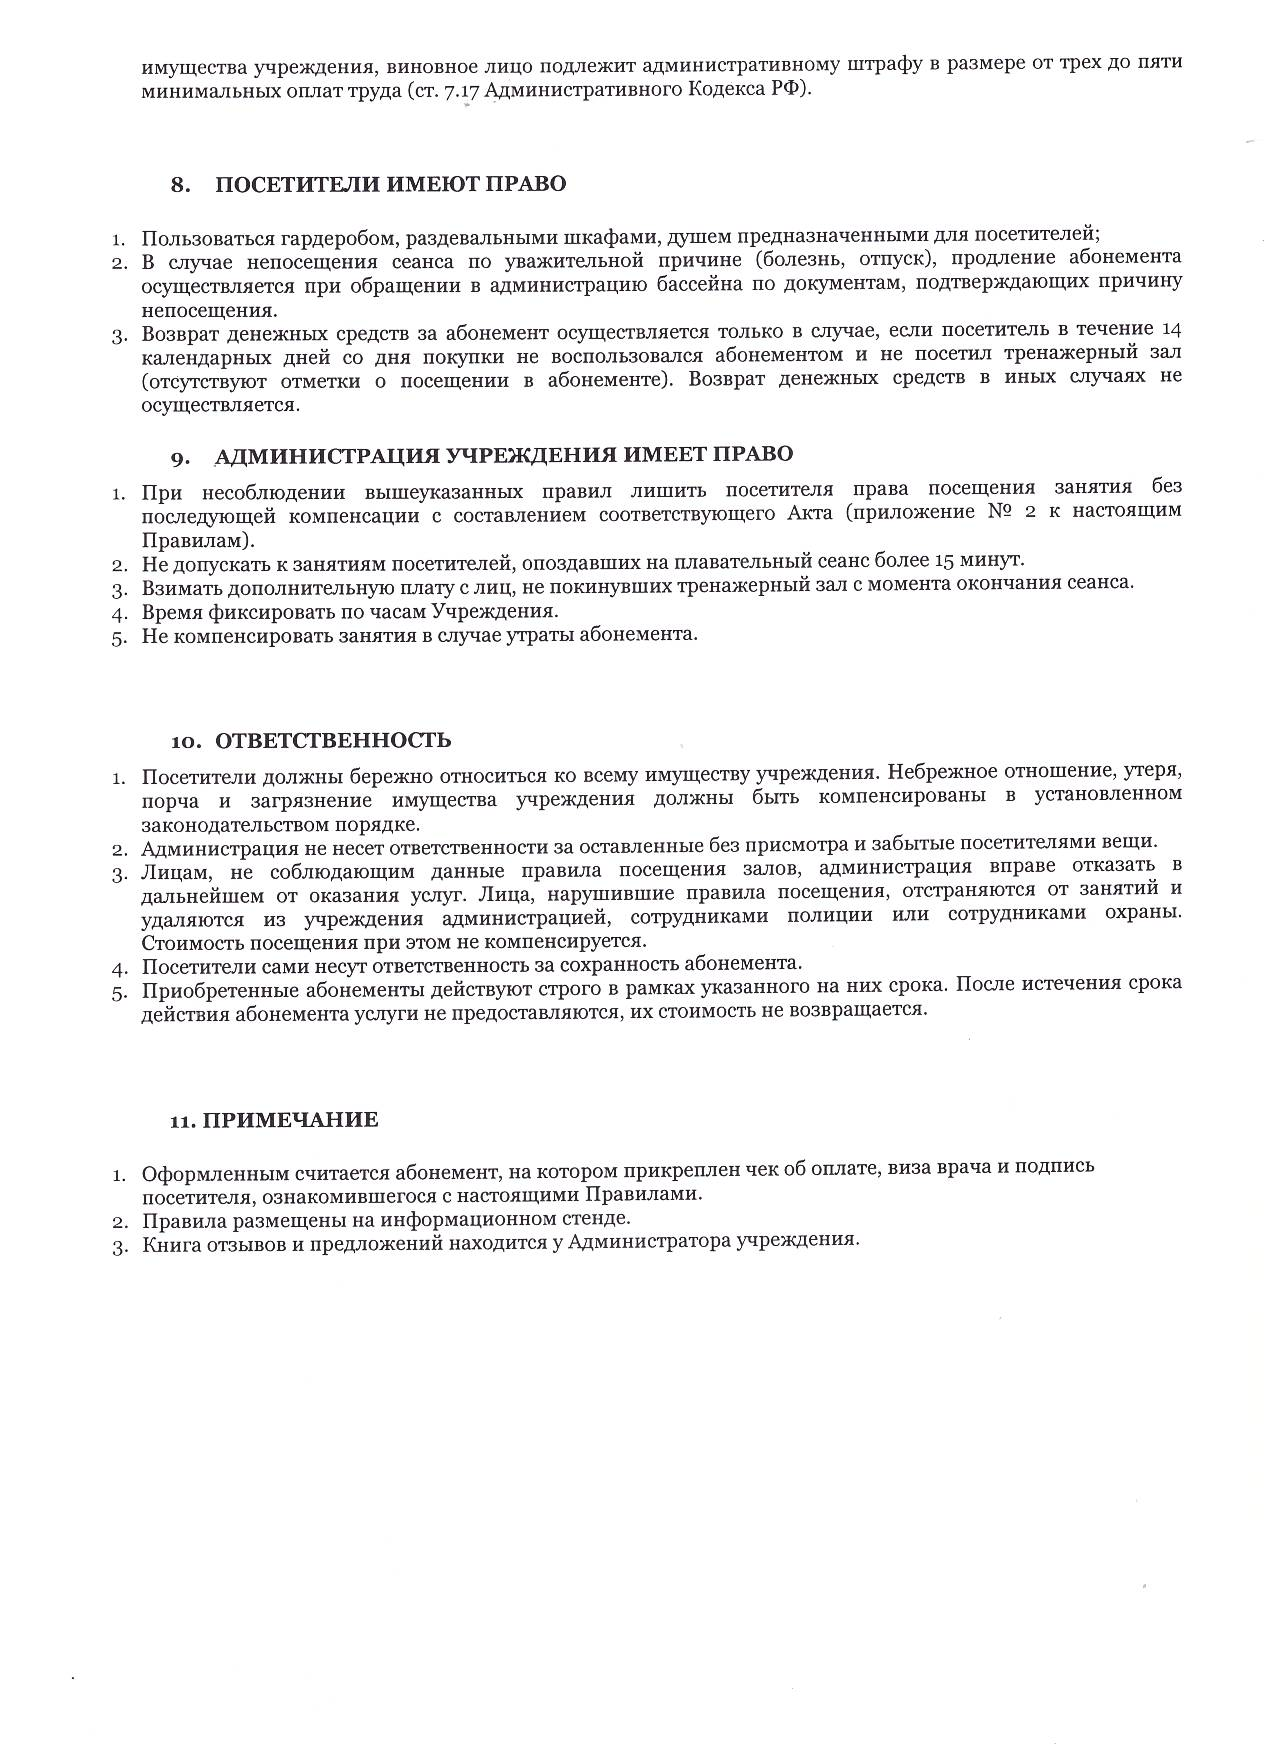 имущества учреждения, виновное лицо подлежит административному штрафу в размере от трех до пяти
минимальных оплат труда (ст. 7.17 Административного Кодекса РФ).
8. ПОСЕТИТЕЛИ ИМЕЮТ ПРАВО
1. Пользоваться гардеробом, раздевальными шкафами, душем предназначенными для посетителей;
2. В случае непосещения сеанса по уважительной причине (болезнь, отпуск), продление абонемента
осуществляется при обращении в администрацию бассейна по документам, подтверждающих причину
непосещения.
3. Возврат денежных средств за абонемент осуществляется только в случае, если посетитель в течение 14
календарных дней со дня покупки не воспользовался абонементом и не посетил тренажерный зал
(отсутствуют отметки о посещении в абонементе). Возврат денежных средств в иных случаях не
осуществляется.
9. АДМИНИСТРАЦИЯ УЧРЕЖДЕНИЯ ИМЕЕТ ПРАВО
1. При несоблюдении вышеуказанных правил лишить посетителя права посещения занятия без
последующей компенсации с составлением соответствующего Акта (приложение № 2 к настоящим
Правилам).
2. Не допускать к занятиям посетителей, опоздавших на плавательный сеанс более 15 минут.
3. Взимать дополнительную плату с лиц, не покинувших тренажерный зал с момента окончания сеанса.
4. Время фиксировать по часам Учреждения.
5. Не компенсировать занятия в случае утраты абонемента.
10. ОТВЕТСТВЕННОСТЬ
1. Посетители должны бережно относиться ко всему имуществу учреждения. Небрежное отношение, утеря,
порча и загрязнение имущества учреждения должны быть компенсированы в установленном
законодательством порядке.
2. Администрация не несет ответственности за оставленные без присмотра и забытые посетителями вещи.
3. Лицам, не соблюдающим данные правила посещения залов, администрация вправе отказать в
дальнейшем от оказания услуг. Лица, нарушившие правила посещения, отстраняются от занятий и
удаляются из учреждения администрацией, сотрудниками полиции или сотрудниками охраны.
Стоимость посещения при этом не компенсируется.
4. Посетители сами несут ответственность за сохранность абонемента.
5. Приобретенные абонементы действуют строго в рамках указанного на них срока. После истечения срока
действия абонемента услуги не предоставляются, их стоимость не возвращается.
11. ПРИМЕЧАНИЕ
1. Оформленным считается абонемент, на котором прикреплен чек об оплате, виза врача и подпись
посетителя, ознакомившегося с настоящими Правилами.
2. Правила размещены на информационном стенде.
3. Книга отзывов и предложений находится у Администратора учреждения.